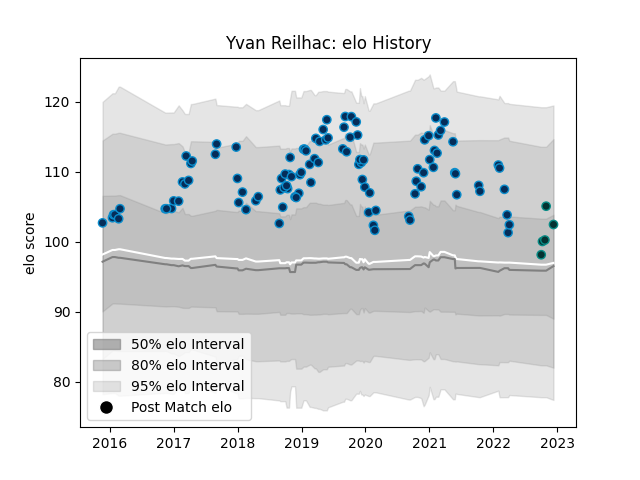 Yvan Reilhac: elo History
elo score
120
110
100
90
80
50% elo Interval
80% elo Interval
95% elo Interval
Post Match elo
2016 2017 2018 2019 2020 2021 2022 2023